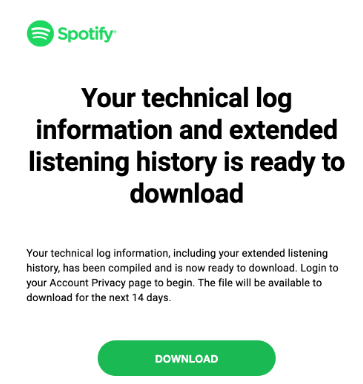 Spotify
Your technical log
information and extended
listening history is ready to
download
Your technical log information, including your extended listening
history, has been compiled and is now ready to download. Login to
your Account Privacy page to begin. The file will be available to
download for the next 14 days.
DOWNLOAD